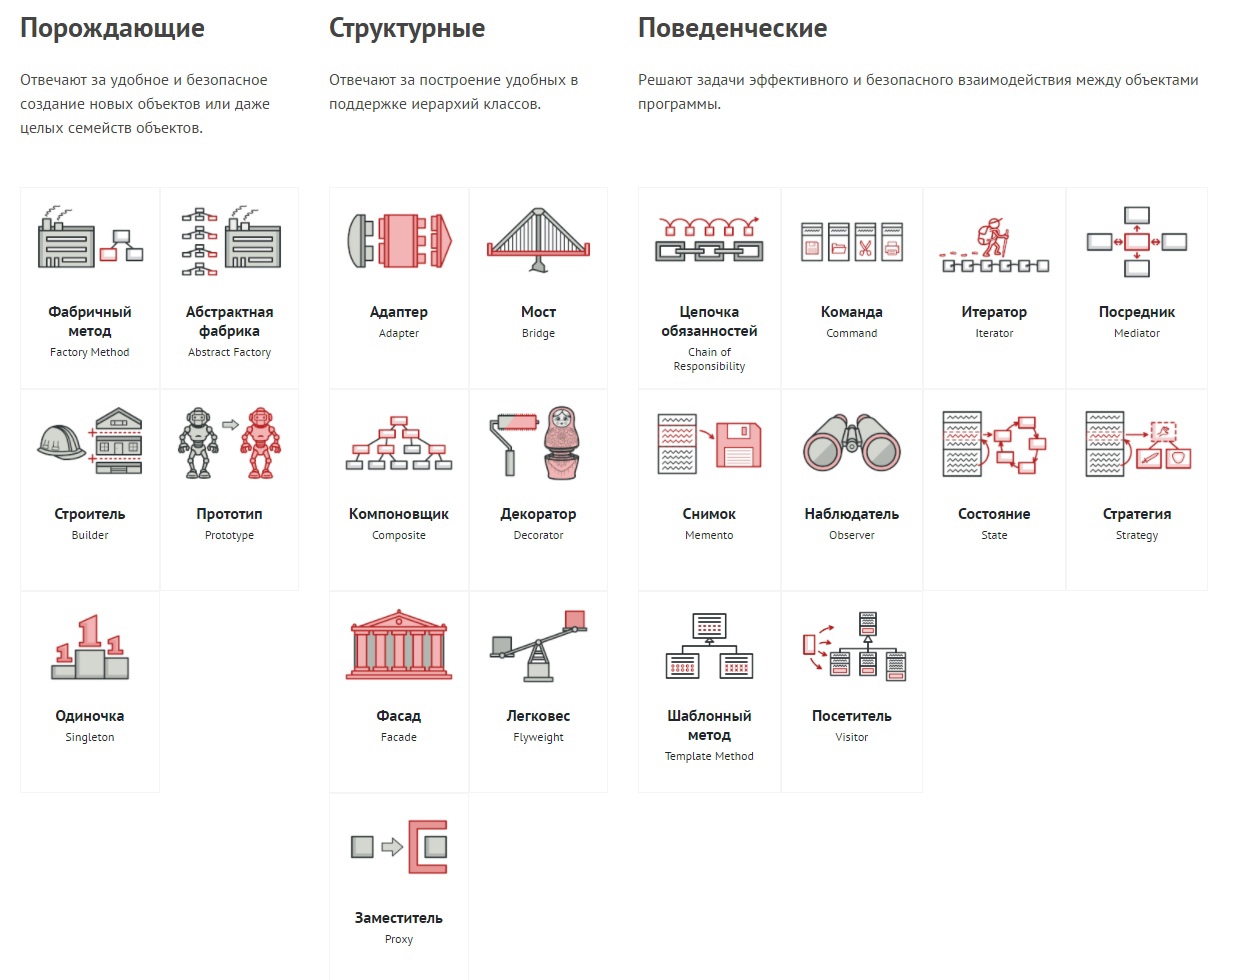 Порождающие
Отвечают за удобное и безопасное
создание новых объектов или даже
целых семейств объектов.
Фабричный
метод
Factory Method
Абстрактная
фабрика
Abstract Factory
Строитель
Builder
Прототип
Prototype
1 1 1
Одиночка
Singleton
Структурные
Отвечают за построение удобных в
поддержке иерархий классов.
Адаптер
Adapter
Мост
Bridge
Компоновщик
Composite
Декоратор
Decorator
Фасад
Facade
Легковес
Flyweight
Заместитель
Proxy
Поведенческие
Решают задачи эффективного и безопасного взаимодействия между объектами
программы.
Цепочка
обязанностей
Chain of
Responsibility
Команда
Command
Итератор
Iterator
Посредник
Mediator
Снимок
Memento
Наблюдатель
Observer
Состояние
State
Стратегия
Strategy
Шаблонный
метод
Template Method
Посетитель
Visitor